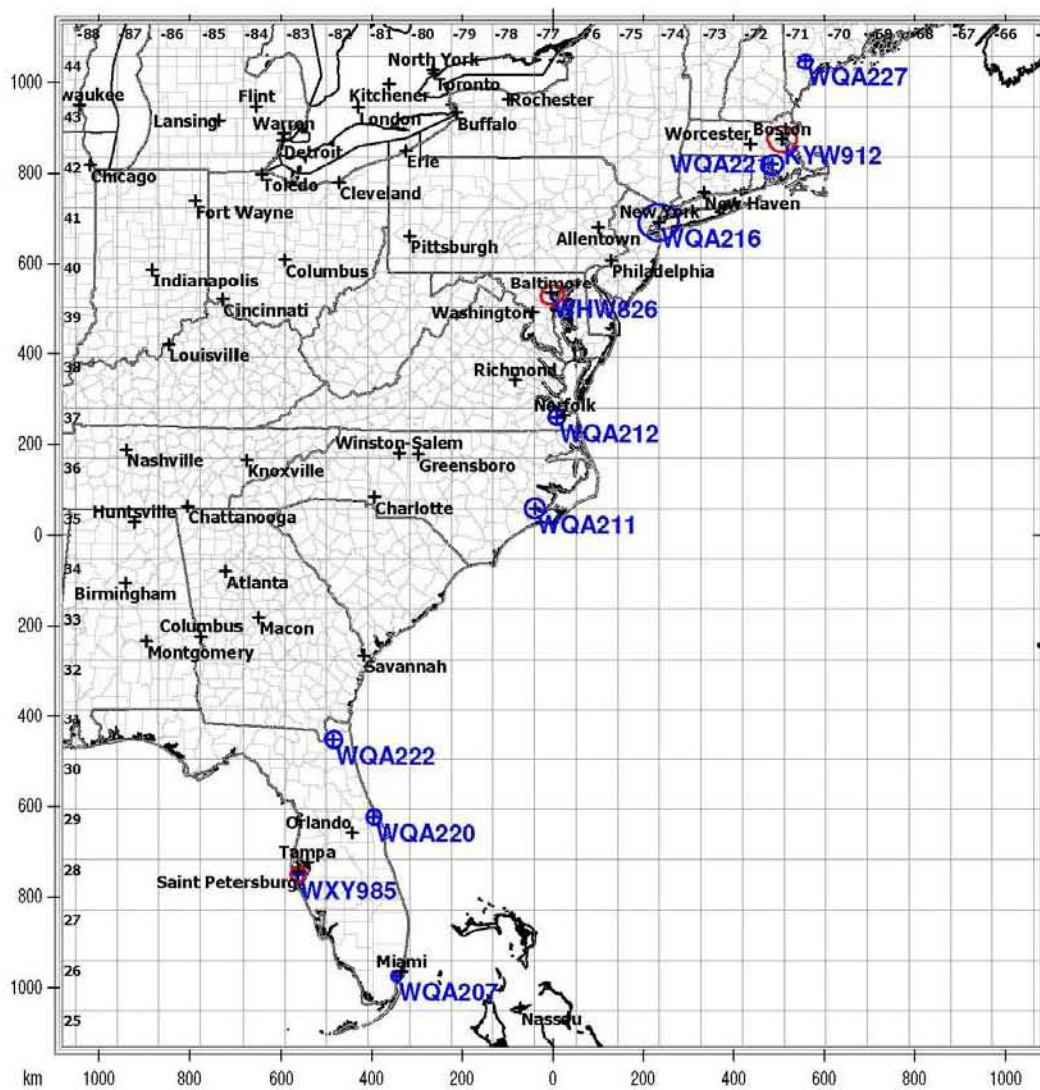 -88 -87 -86 -85 -84 -83 -82 -81 -80 -79 -78 -77 -76 -75 -74 -73 -72 -71 -70 -69 -68 -67 -66
North York
WQA227
1000
44
Kitchener
Toronto
waukee
Flint
Rochester
43
Lansing
Warren
London
Buffalo
Worcester
Boston
Detroit
Erie
WQA221
KYW912
800
42
Chicago
Toledo
Cleveland
Fort Wayne
New Haven
41
New York
Pittsburgh
Allentown
WQA216
600
40
Indianapolis
Columbus
Philadelphia
Baltimore
Cincinnati
Washington
WHW826
39
400
38
Louisville
Richmond
Norfolk
37
WQA212
200
Winston-Salem
36
Nashville
Knoxville
Greensboro
Huntsville
Chattanooga
Charlotte
0
35
WQA211
34
Atlanta
Birmingham
200
33
Columbus
Macon
Montgomery
32
Savannah
400
31
WQA222
30
600
29
Orlando
WQA220
Tampa
28
Saint Petersburg
WXY985
800
27
Miami
1000
26
WQA207
25
Nassau
km 1000 800 600 400 200 0 200 400 600 800 1000